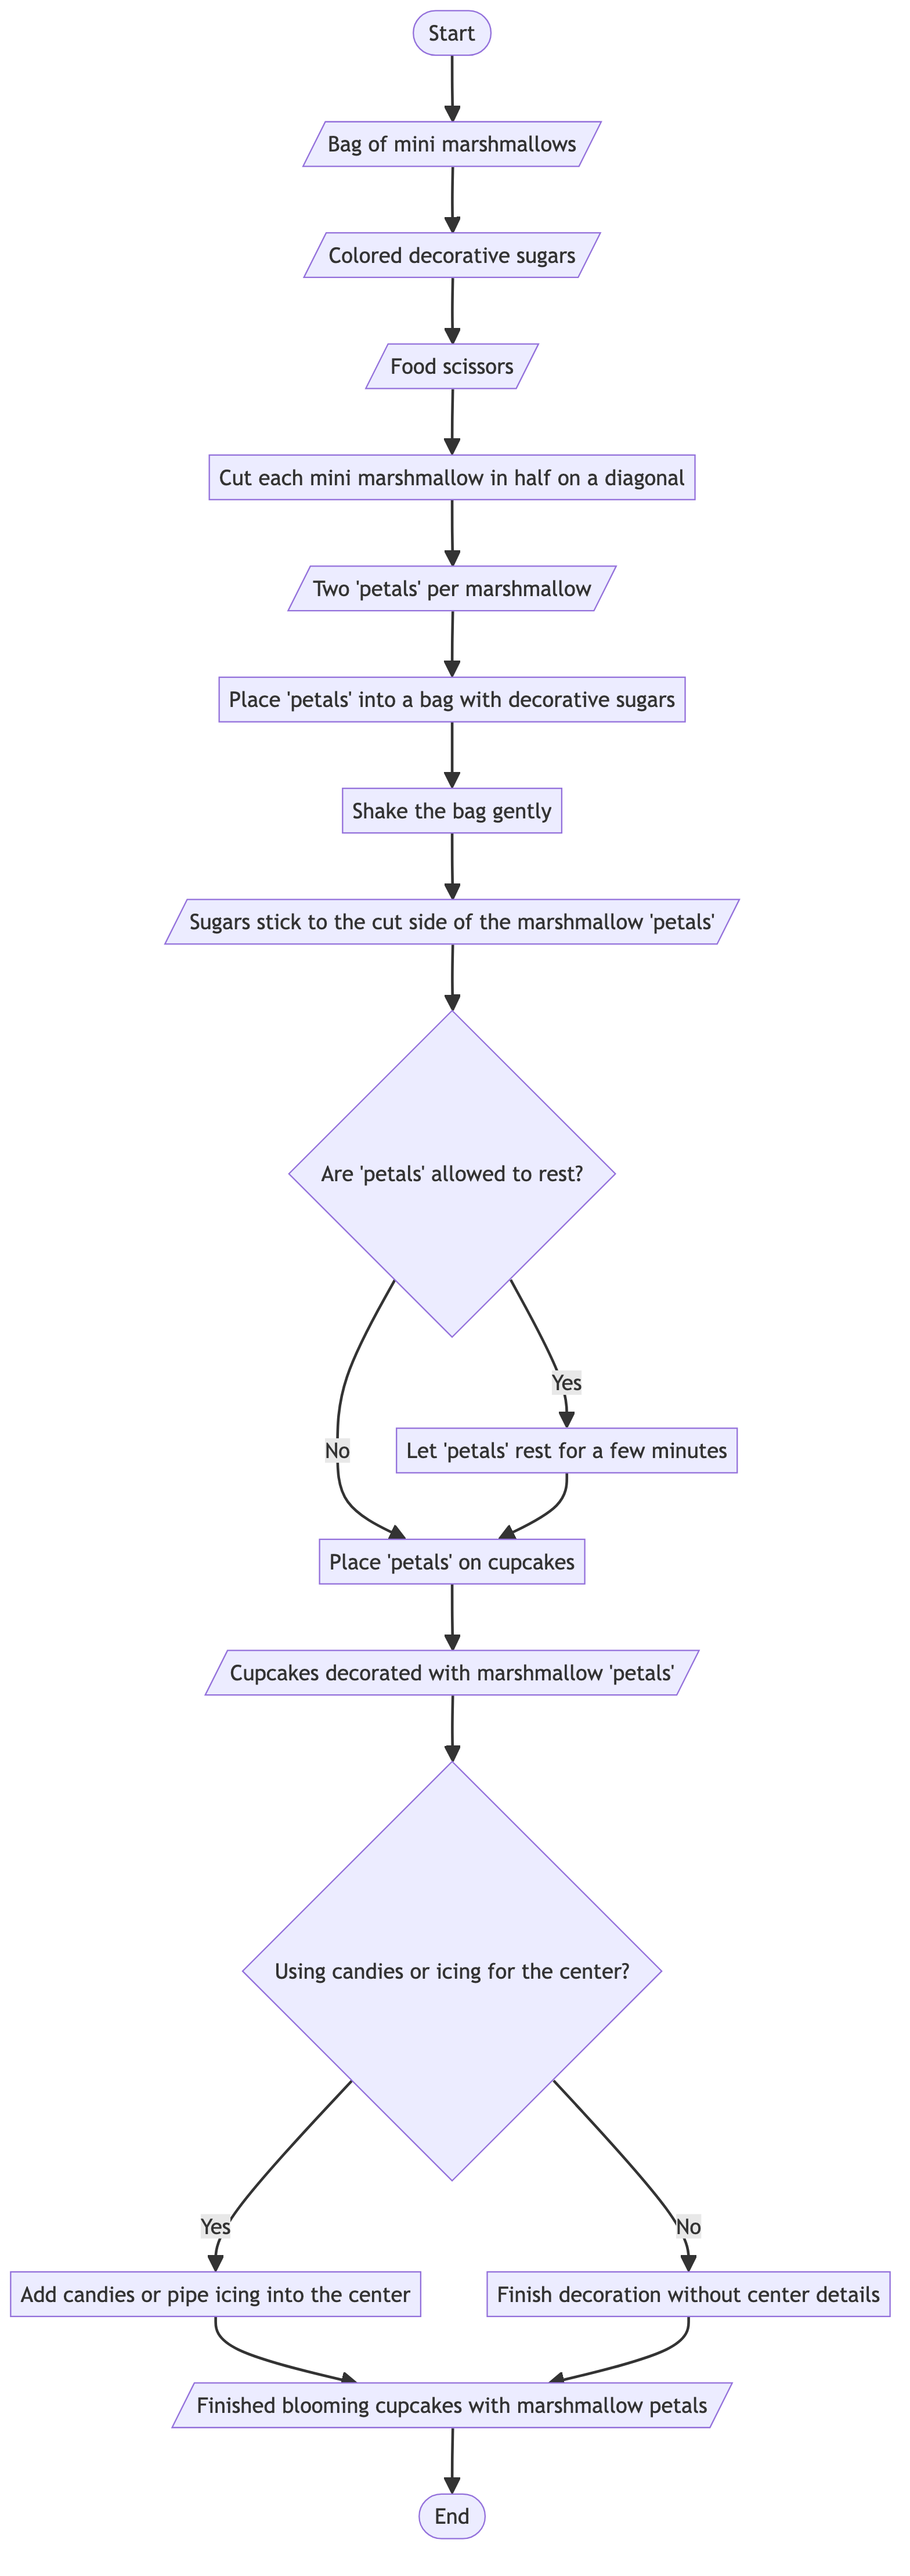 Start
Bag of mini marshmallows
Colored decorative sugars
Food scissors
Cut each mini marshmallow in half on a diagonal
Two 'petals' per marshmallow
Place 'petals' into a bag with decorative sugars
Shake the bag gently
Sugars stick to the cut side of the marshmallow 'petals'
Are 'petals' allowed to rest?
Yes
No
Let 'petals' rest for a few minutes
Place 'petals' on cupcakes
Cupcakes decorated with marshmallow 'petals'
Using candies or icing for the center?
Yes
No
Add candies or pipe icing into the center
Finish decoration without center details
Finished blooming cupcakes with marshmallow petals
End